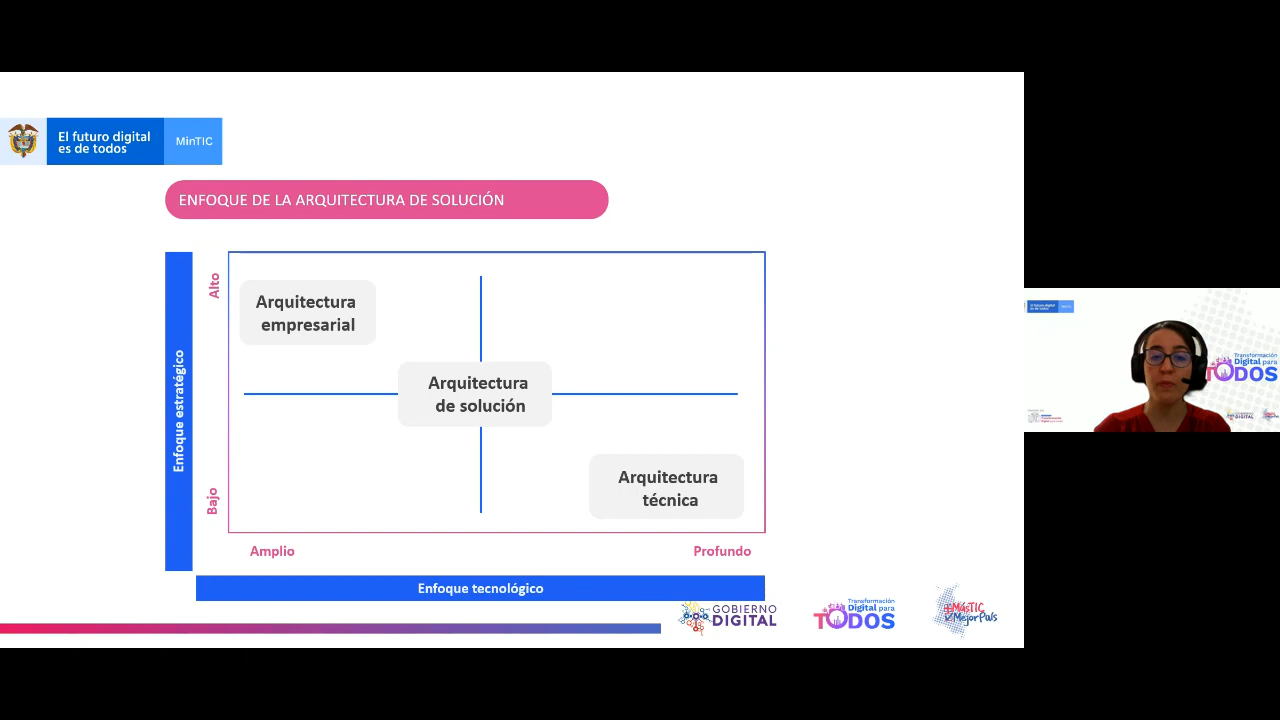 El futuro digital
es de todos
MinTIC
ENFOQUE DE LA ARQUITECTURA DE SOLUCIÓN
Enfoque estratégico
Alto
Bajo
Arquitectura
empresarial
Arquitectura
de solución
Arquitectura
técnica
Amplio
Profundo
Enfoque tecnológico
GOBIERNO
DIGITAL
Transformación
Digital para
TODOS
+MásTIC
MejorPaís
Transformación
Digital para
TODOS